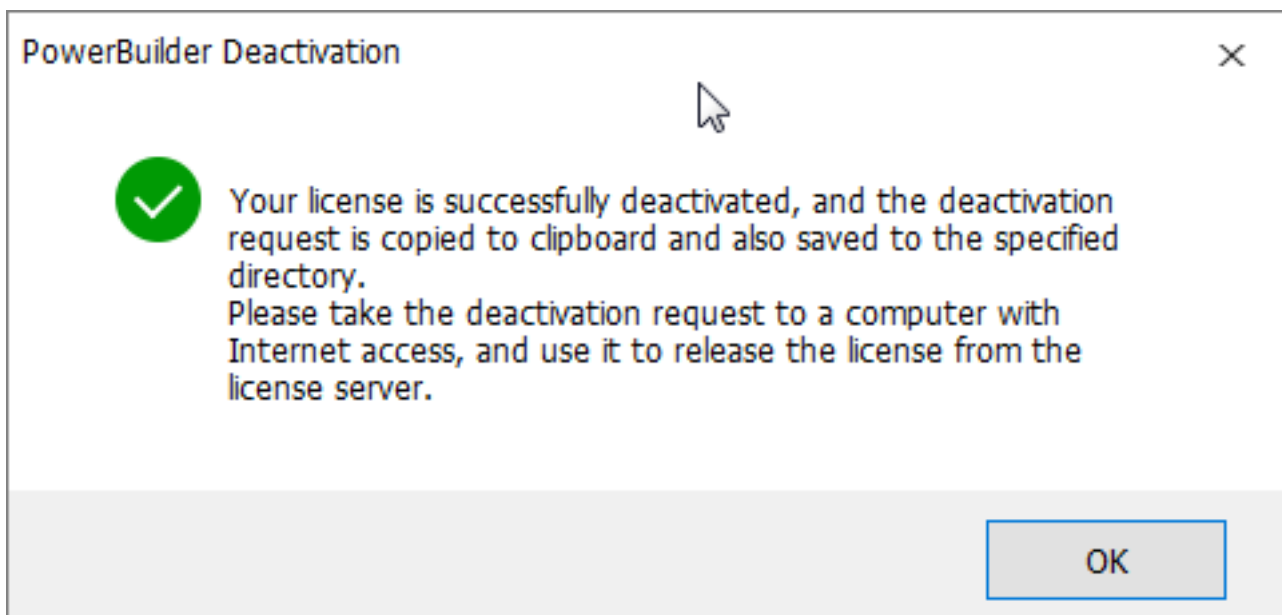 PowerBuilder Deactivation
Your license is successfully deactivated, and the deactivation
request is copied to clipboard and also saved to the specified
directory.
Please take the deactivation request to a computer with
Internet access, and use it to release the license from the
license server.
OK